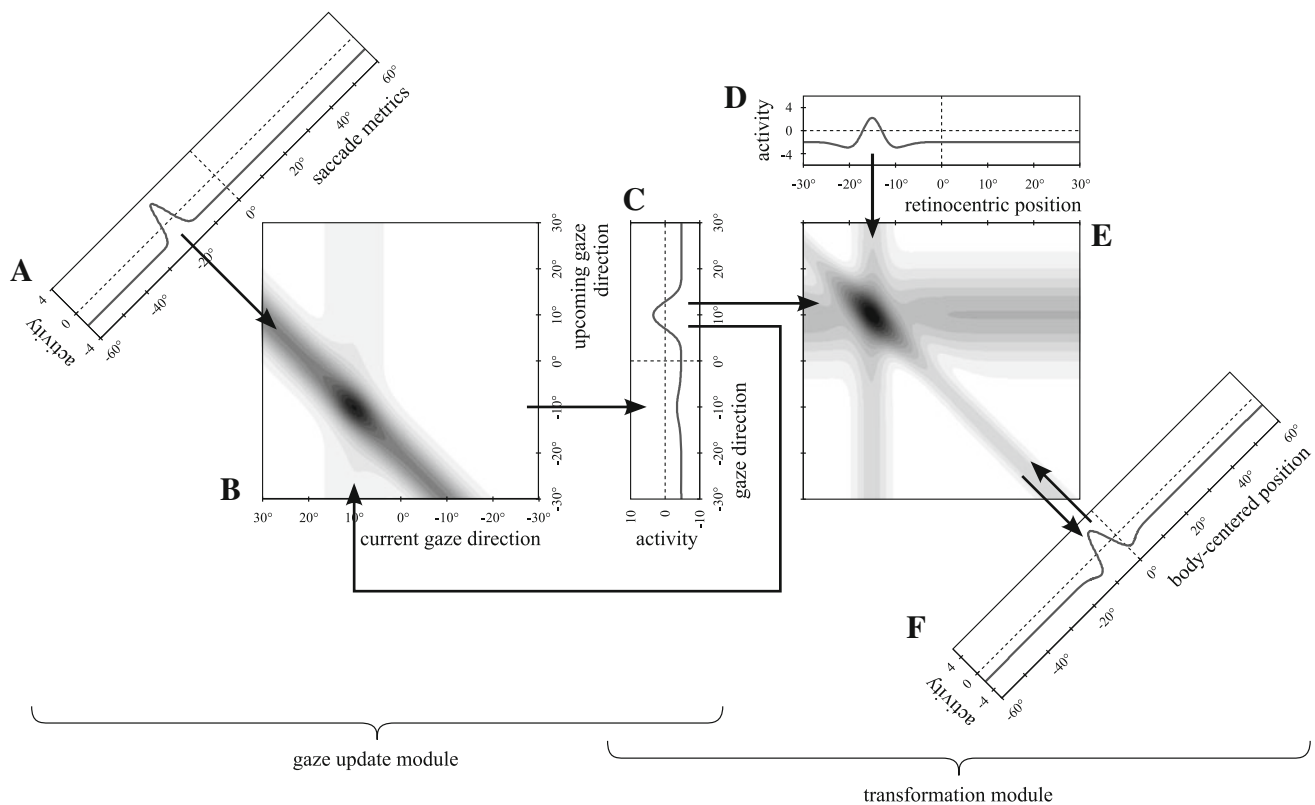 A
4
0
-4
activity
-60°
-40°
-20°
0°
20°
40°
60°
saccade metrics
B
30°
20°
10°
0°
-10°
-20°
-30°
current gaze direction
30°
20°
10°
0°
-10°
-20°
-30°
upcoming gaze
direction
C
30°
20°
10°
0°
-10°
-20°
-30°
gaze direction
10
0
-10
activity
D
activity
4
0
-4
-30°
-20°
-10°
0°
10°
20°
30°
retinocentric position
E
F
4
0
-4
activity
-60°
-40°
-20°
0°
20°
40°
60°
body-centered position
gaze update module
transformation module